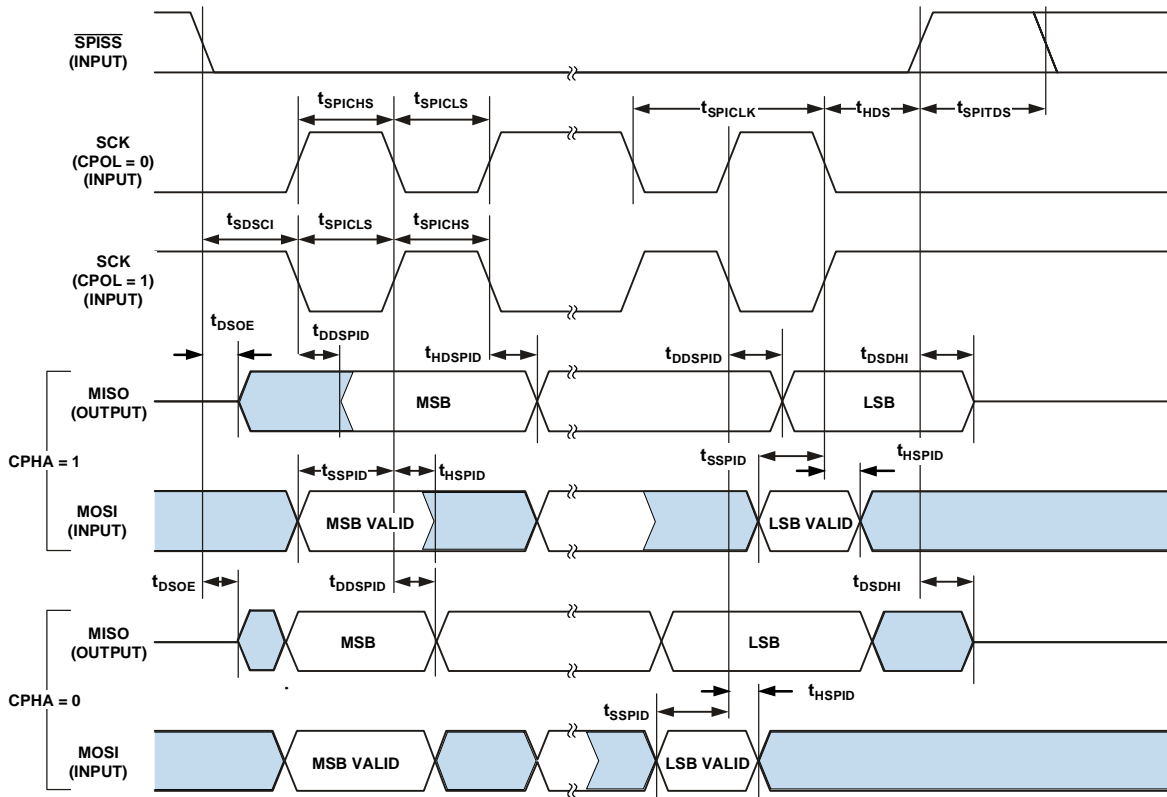 SPISS
(INPUT)
tSPICHS tSPICLS tSPICLK tHDS tSPITDS
SCK
(CPOL = 0)
(INPUT)
tSDSCI tSPICLS tSPICHS
SCK
(CPOL = 1)
(INPUT)
tDSOE tDDSPID tHDSPID tDDSPID tDSDHI
CPHA = 1
MISO
(OUTPUT)
MSB LSB
tSSPID tHSPID tSSPID tHSPID
MOSI
(INPUT)
MSB VALID LSB VALID
tDSOE tDDSPID tDSDHI
CPHA = 0
MISO
(OUTPUT)
MSB LSB
tSSPID tHSPID
MOSI
(INPUT)
MSB VALID LSB VALID